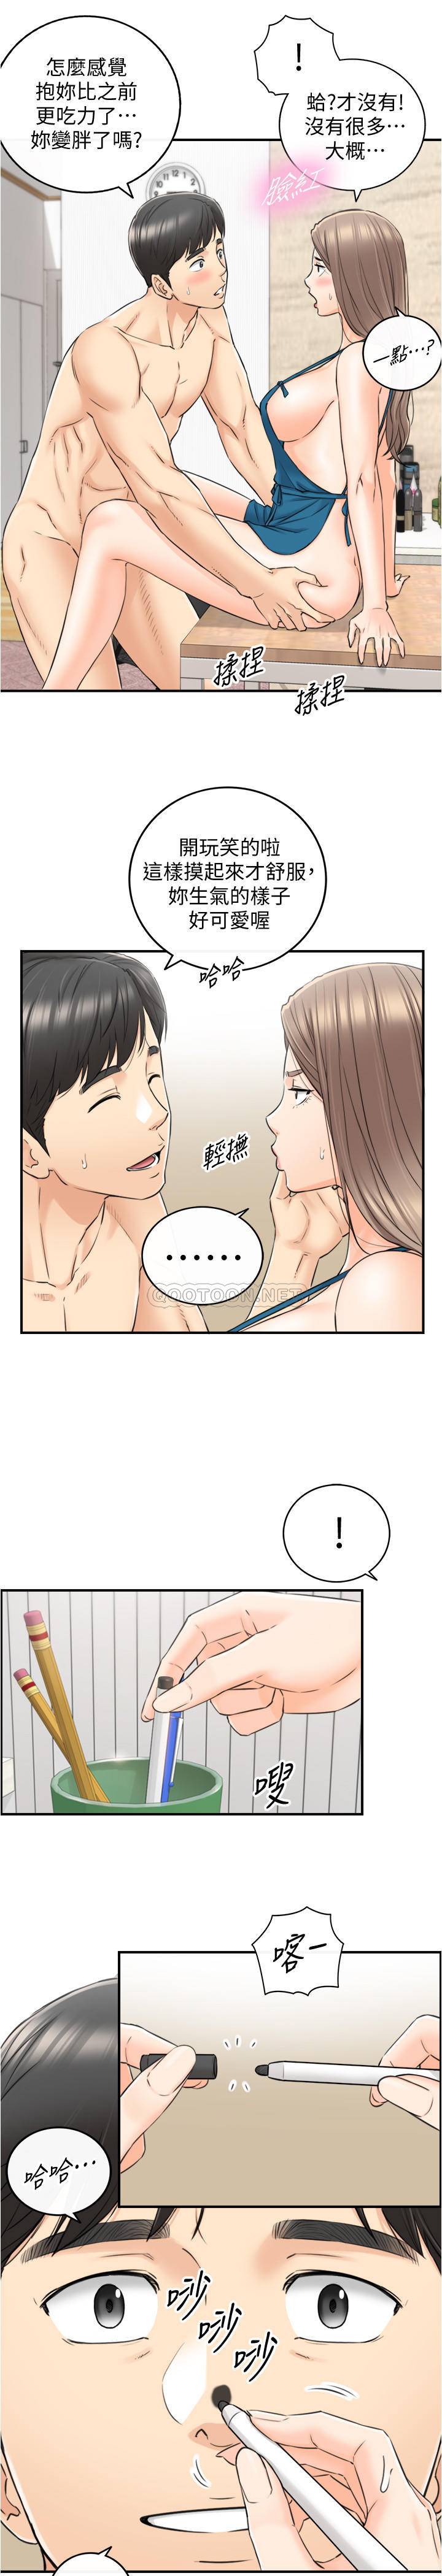 怎麼感覺
抱妳比之前
更吃力了…
妳變胖了嗎?
!
蛤?才沒有!
沒有很多…
大概…
臉紅
一點…?
揉捏
揉捏
開玩笑的啦
這樣摸起來才舒服,
妳生氣的樣子
好可愛喔
哈哈
輕撫
……
GOOTOON.NET
!
嗖
喀一
哈哈…
唦
唦
唦